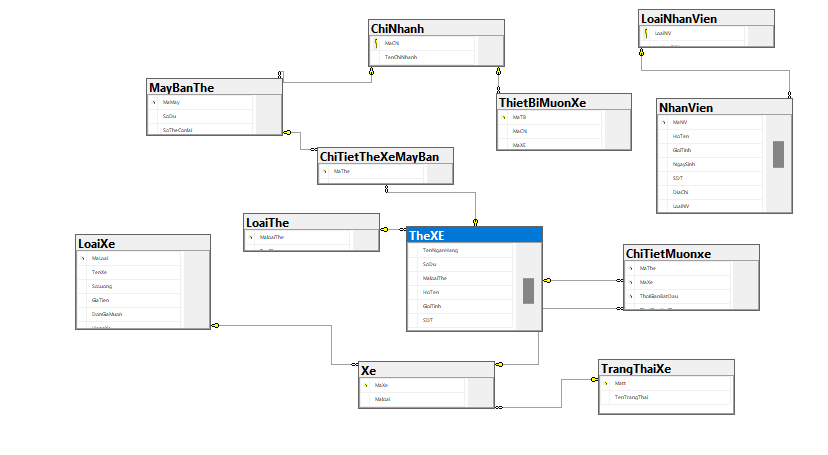 ChiNhanh
MaChi
TenChiNhanh
LoaiNhanVien
LoaiNV
MayBanThe
MaMay
SoDu
SoTheConlai
ThietBiMuonXe
MaTB
MaChi
MaXE
NhanVien
MaNV
HoTen
GioiTinh
NgaySinh
SDT
DiaChi
LoaiNV
ChiTietTheXeMayBan
MaThe
LoaiThe
MaloaiThe
TheXE
TenNganHang
SoDu
MaloaiThe
HoTen
GioiTinh
SDT
LoaiXe
MaLoai
TenXe
SoLuong
GiaTien
DonGiaMuon
ChiTietMuonxe
MaThe
MaXe
ThoiGianBatDau
Xe
MaXe
Maloai
TrangThaiXe
Matt
TenTrangThai